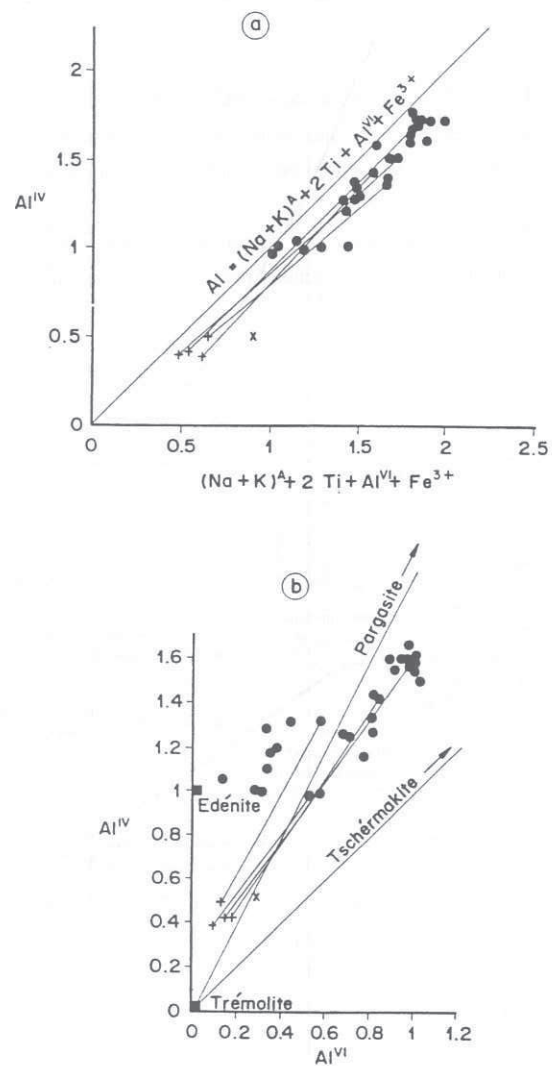 a
2
1.5
Al^IV
1
0.5
0
Al = (Na+K)^A + 2 Ti + Al^VI + Fe^3+
0 0.5 1 1.5 2 2.5
(Na+K)^A + 2 Ti + Al^VI + Fe^3+
b
Pargasite
1.6
1.4
1.2
1.0
Edénite
Al^IV
0.8
Tschérmakite
0.6
0.4
0.2
0
Trémolite
0 0.2 0.4 0.6 0.8 1 1.2
Al^VI